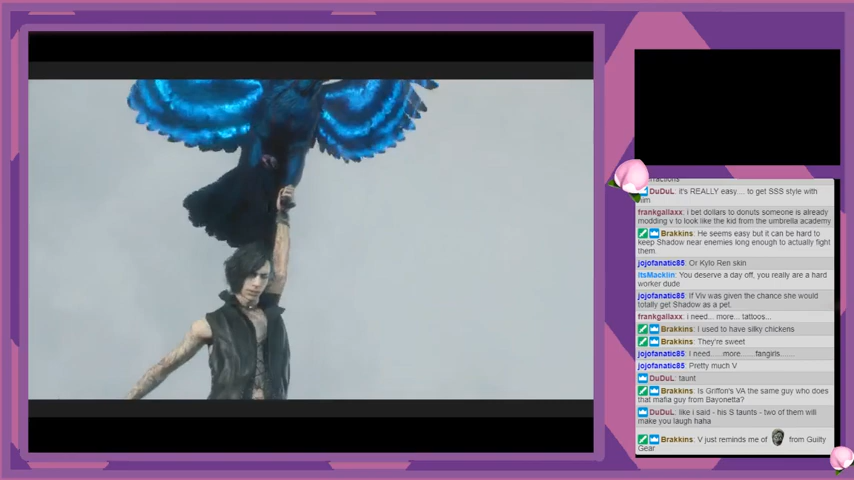 DuDuL: it's REALLY easy.... to get SSS style with
him
frankgallaxx: i bet dollars to donuts someone is already
modding v to look like the kid from the umbrella academy
Brakkins: He seems easy but it can be hard to
keep Shadow near enemies long enough to actually fight
them.
jojofanatic85: Or Kylo Ren skin
ItsMacklin: You deserve a day off, you really are a hard
worker dude
jojofanatic85: If Viv was given the chance she would
totally get Shadow as a pet.
frankgallaxx: i need... more... tattoos...
Brakkins: I used to have silky chickens
Brakkins: They're sweet
jojofanatic85: I need.....more.......fangirls.......
jojofanatic85: Pretty much V
DuDuL: taunt
Brakkins: Is Griffon's VA the same guy who does
that mafia guy from Bayonetta?
DuDuL: like i said - his S taunts - two of them will
make you laugh haha
Brakkins: V just reminds me of from Guilty
Gear